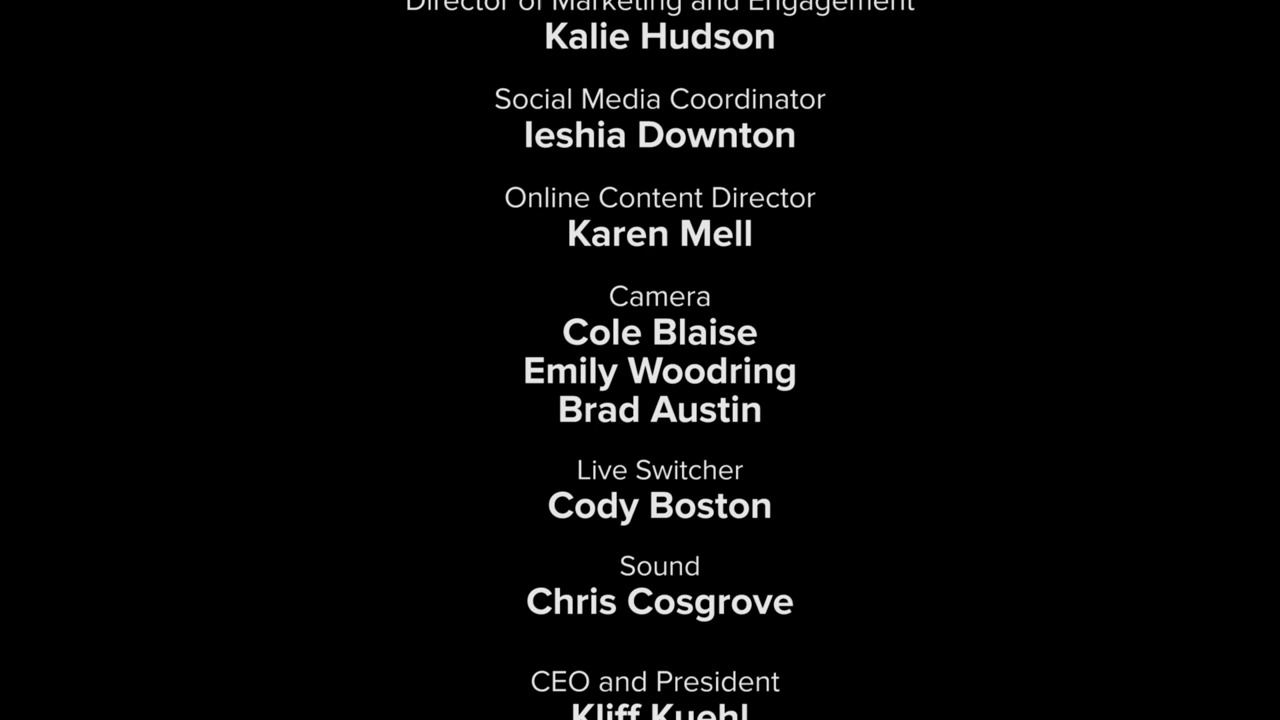 Director of Marketing and Engagement
Kalie Hudson
Social Media Coordinator
Ieshia Downton
Online Content Director
Karen Mell
Camera
Cole Blaise
Emily Woodring
Brad Austin
Live Switcher
Cody Boston
Sound
Chris Cosgrove
CEO and President
Kliff Kuehl